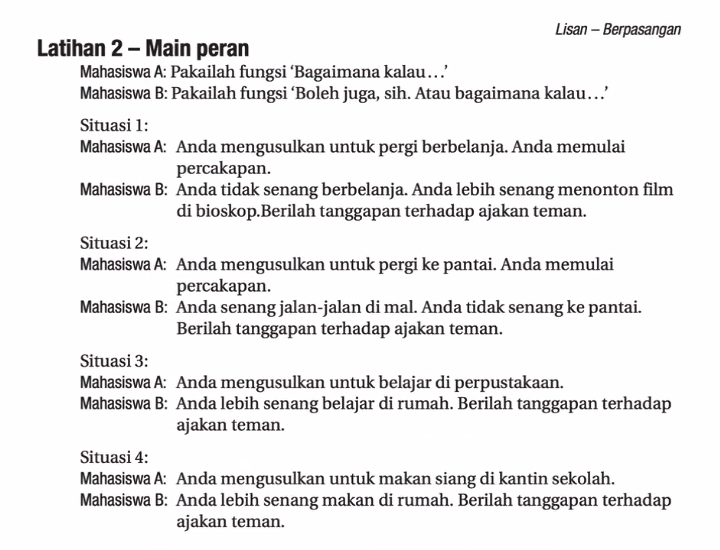 Lisan – Berpasangan
Latihan 2 – Main peran
Mahasiswa A: Pakailah fungsi ‘Bagaimana kalau…’
Mahasiswa B: Pakailah fungsi ‘Boleh juga, sih. Atau bagaimana kalau…’
Situasi 1:
Mahasiswa A: Anda mengusulkan untuk pergi berbelanja. Anda memulai
percakapan.
Mahasiswa B: Anda tidak senang berbelanja. Anda lebih senang menonton film
di bioskop.Berilah tanggapan terhadap ajakan teman.
Situasi 2:
Mahasiswa A: Anda mengusulkan untuk pergi ke pantai. Anda memulai
percakapan.
Mahasiswa B: Anda senang jalan-jalan di mal. Anda tidak senang ke pantai.
Berilah tanggapan terhadap ajakan teman.
Situasi 3:
Mahasiswa A: Anda mengusulkan untuk belajar di perpustakaan.
Mahasiswa B: Anda lebih senang belajar di rumah. Berilah tanggapan terhadap
ajakan teman.
Situasi 4:
Mahasiswa A: Anda mengusulkan untuk makan siang di kantin sekolah.
Mahasiswa B: Anda lebih senang makan di rumah. Berilah tanggapan terhadap
ajakan teman.